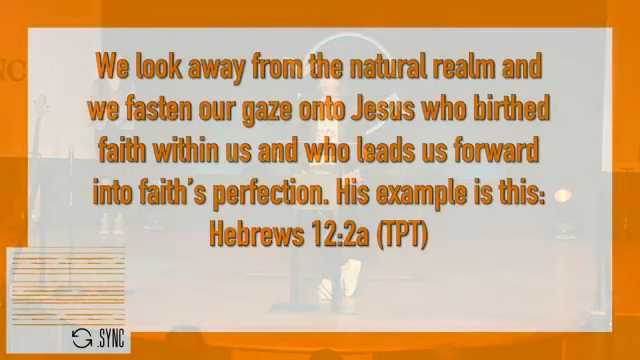 We look away from the natural realm and
we fasten our gaze onto Jesus who birthed
faith within us and who leads us forward
into faith's perfection. His example is this:
Hebrews 12:2a (TPT)
.SYNC